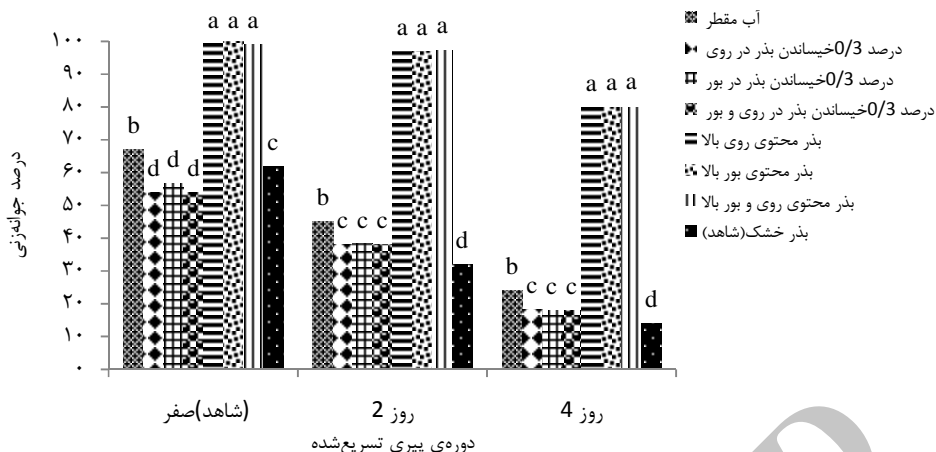 درصد جوانه‌زنی
۱۰۰
۹۰
۸۰
۷۰
۶۰
۵۰
۴۰
۳۰
۲۰
۱۰
۰
b d d d a a a c
b c c c a a a d
b c c c a a a d
(شاهد)صفر
2 روز
4 روز
دوره‌ی پیری تسریع‌شده
آب مقطر
درصد 0/3خیساندن بذر در روی
درصد 0/3خیساندن بذر در بور
درصد 0/3خیساندن بذر در روی و بور
بذر محتوی روی بالا
بذر محتوی بور بالا
بذر محتوی روی و بور بالا
بذر خشک(شاهد)